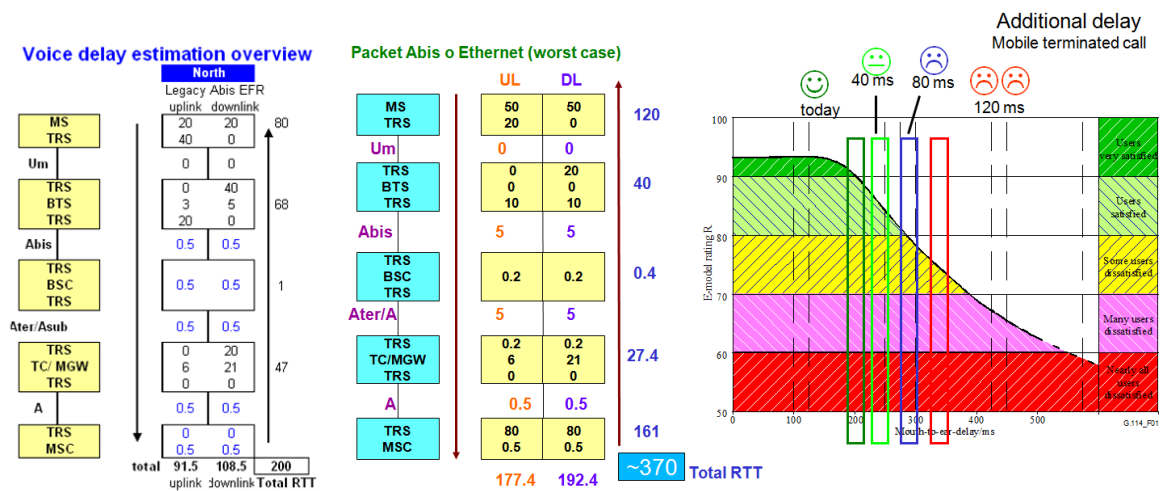 Voice delay estimation overview
North
Legacy Abis EFR
uplink downlink
MS 20 20 80
TRS 40 0
Um 0 0
TRS 0 40
BTS 3 5 68
TRS 20 0
Abis 0.5 0.5
TRS
BSC 0.5 0.5 1
TRS
Ater/Asub 0.5 0.5
TRS 0 20
TC/ MGW 6 21 47
TRS 0 0
A 0.5 0.5
TRS 0 0
MSC 0.5 0.5
total 91.5 108.5 200
uplink downlink Total RTT
Packet Abis o Ethernet (worst case)
UL DL
MS 50 50 120
TRS 20 0
Um 0 0
TRS 0 20
BTS 0 0 40
TRS 10 10
Abis 5 5
TRS
BSC 0.2 0.2 0.4
TRS
Ater/A 5 5
TRS 0.2 0.2
TC/MGW 6 21 27.4
TRS 0 0
A 0.5 0.5
TRS 80 80 161
MSC 0.5 0.5
177.4 192.4
~370 Total RTT
Additional delay
Mobile terminated call
today
40 ms
80 ms
120 ms
E-model rating R
100
90
80
70
60
50
Users
very satisfied
Users
satisfied
Some users
dissatisfied
Many users
dissatisfied
Nearly all
users
dissatisfied
0 100 200 300 400 500
Mouth-to-ear-delay/ms
G.114_F01